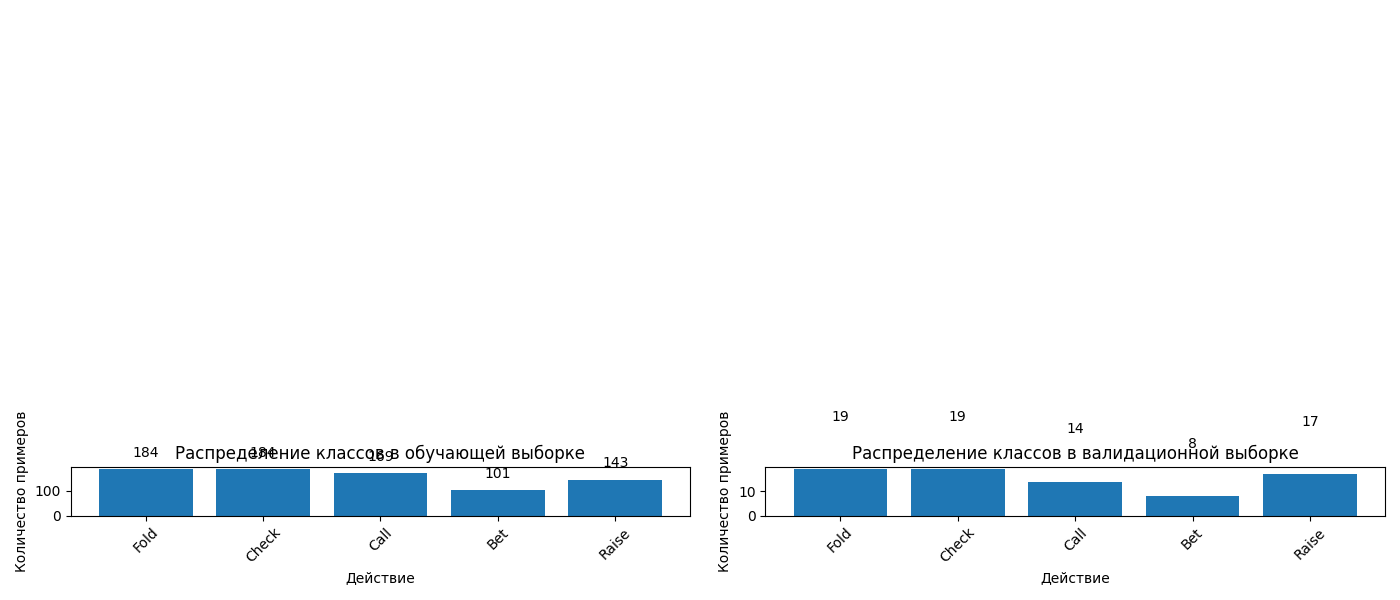 Количество примеров
Распределение классов в обучающей выборке
184
184
169
101
143
100
0
Fold
Check
Call
Bet
Raise
Действие
Количество примеров
Распределение классов в валидационной выборке
19
19
14
8
17
10
0
Fold
Check
Call
Bet
Raise
Действие